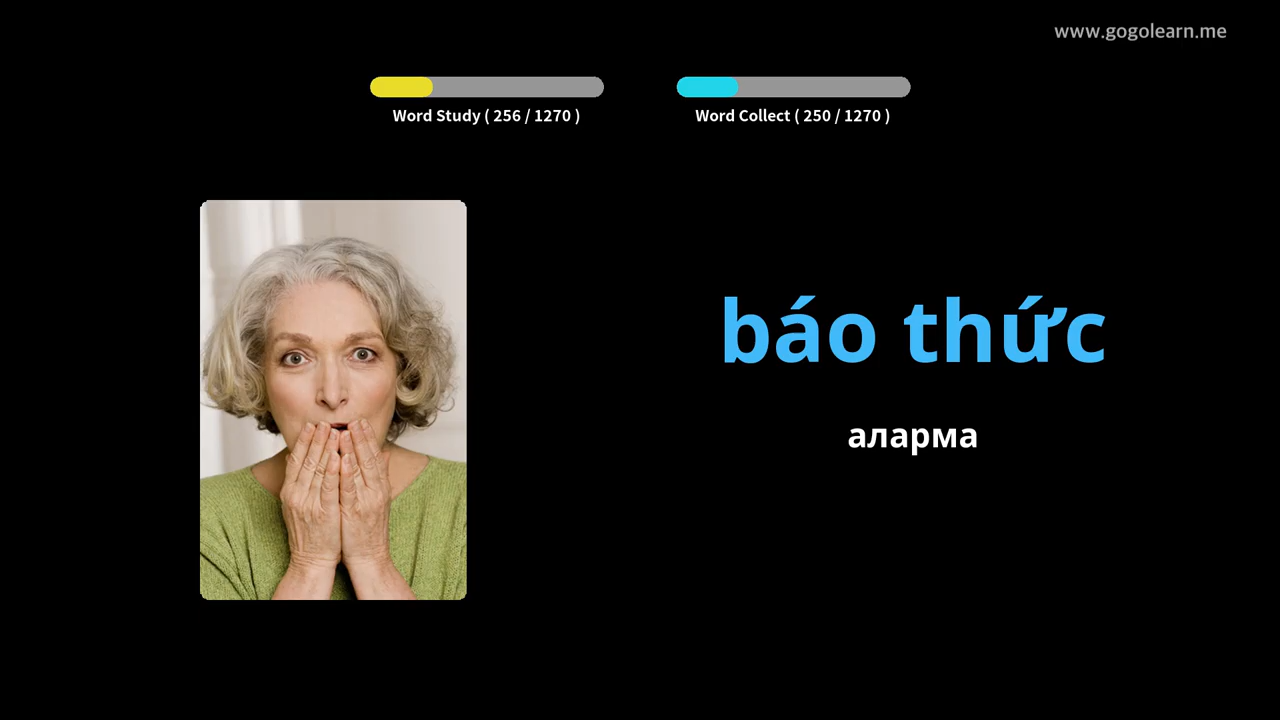 www.gogolearn.me
Word Study ( 256 / 1270 )
Word Collect ( 250 / 1270 )
báo thức
аларма